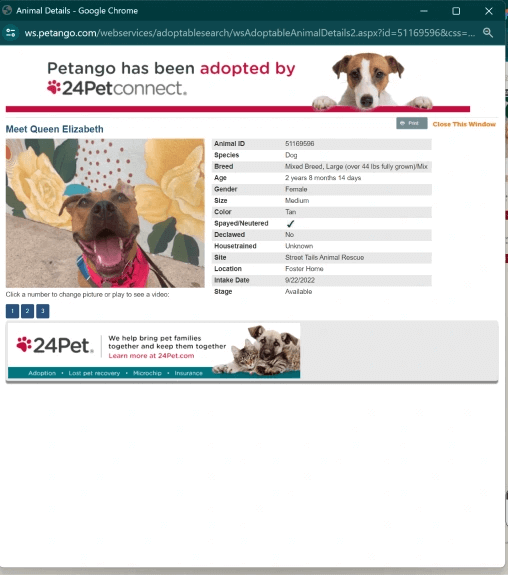 Animal Details - Google Chrome
ws.petango.com/webservices/adoptablesearch/wsAdoptableAnimalDetails2.aspx?id=51169596&css=...
Petango has been adopted by
24Petconnect.
Print
Close This Window
Meet Queen Elizabeth
Animal ID 51169596
Species Dog
Breed Mixed Breed, Large (over 44 lbs fully grown)/Mix
Age 2 years 8 months 14 days
Gender Female
Size Medium
Color Tan
Spayed/Neutered ✓
Declawed No
Housetrained Unknown
Site Street Tails Animal Rescue
Location Foster Home
Intake Date 9/22/2022
Stage Available
Click a number to change picture or play to see a video:
1 2 3
24Pet.
We help bring pet families
together and keep them together
Learn more at 24Pet.com
Adoption • Lost pet recovery • Microchip • Insurance